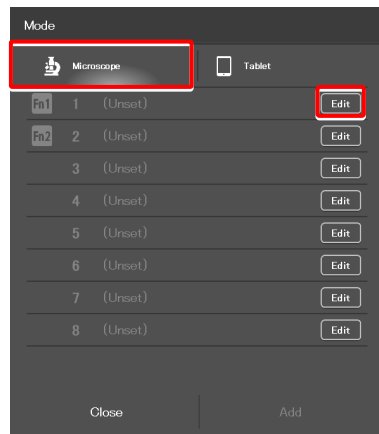 Mode
Microscope Tablet
Fn1 1 (Unset) Edit
Fn2 2 (Unset) Edit
3 (Unset) Edit
4 (Unset) Edit
5 (Unset) Edit
6 (Unset) Edit
7 (Unset) Edit
8 (Unset) Edit
Close Add